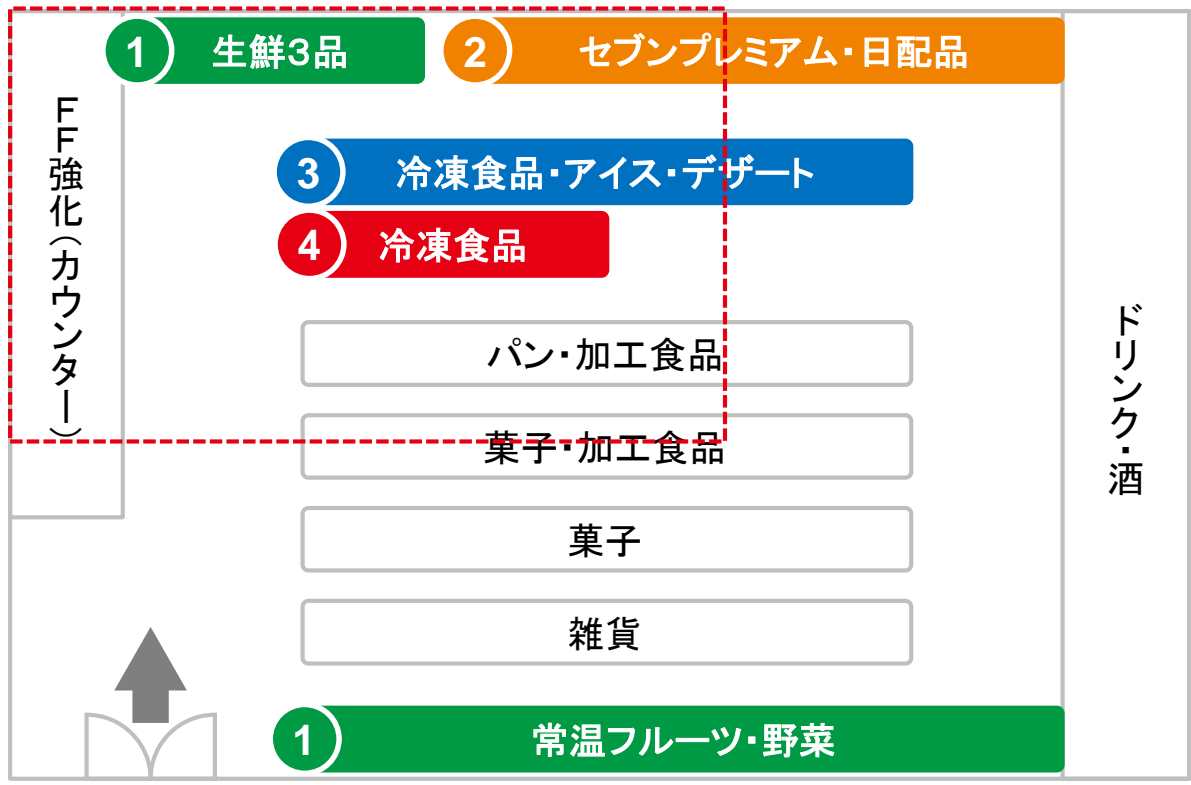 1 生鮮3品
2 セブンプレミアム・日配品
FF強化(カウンター)
3 冷凍食品・アイス・デザート
4 冷凍食品
パン・加工食品
菓子・加工食品
菓子
雑貨
ドリンク・酒
1 常温フルーツ・野菜